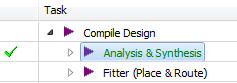 Task
Compile Design
Analysis & Synthesis
Fitter (Place & Route)